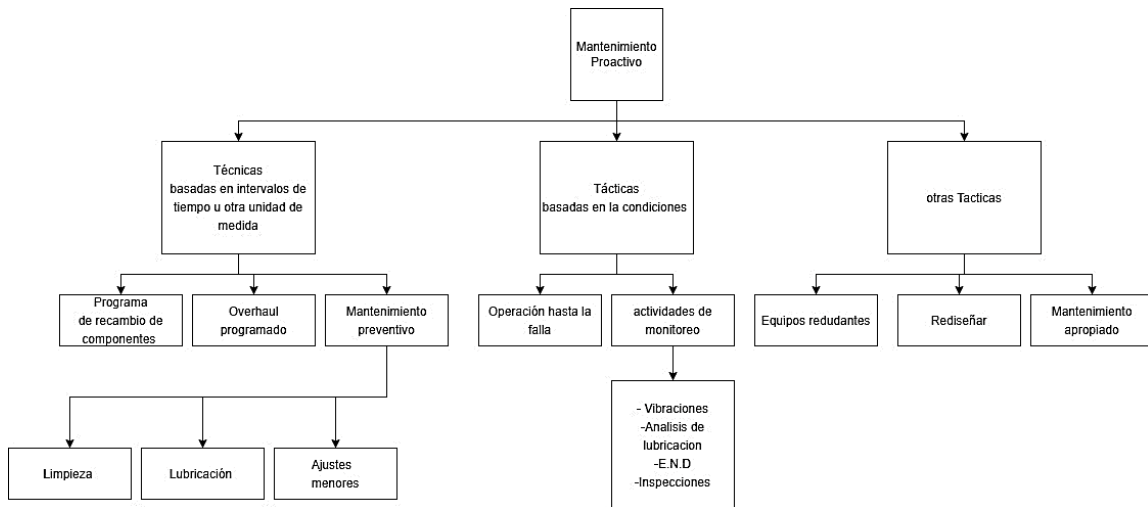 Mantenimiento
Proactivo
Técnicas
basadas en intervalos de
tiempo u otra unidad de
medida
Tácticas
basadas en la condiciones
otras Tacticas
Programa
de recambio de
componentes
Overhaul
programado
Mantenimiento
preventivo
Operación hasta la
falla
actividades de
monitoreo
Equipos redudantes
Rediseñar
Mantenimiento
apropiado
Limpieza
Lubricación
Ajustes
menores
- Vibraciones
-Analisis de
lubricacion
-E.N.D
-Inspecciones